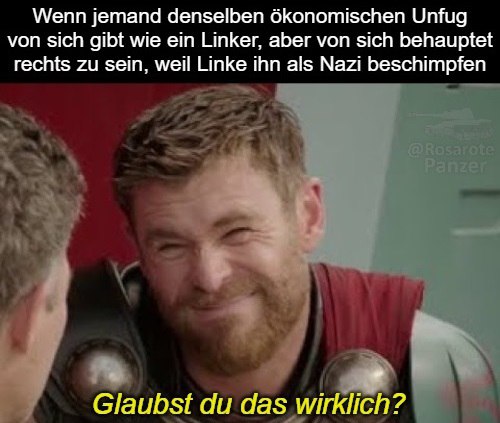 Wenn jemand denselben ökonomischen Unfug
von sich gibt wie ein Linker, aber von sich behauptet
rechts zu sein, weil Linke ihn als Nazi beschimpfen
@Rosarote
Panzer
Glaubst du das wirklich?